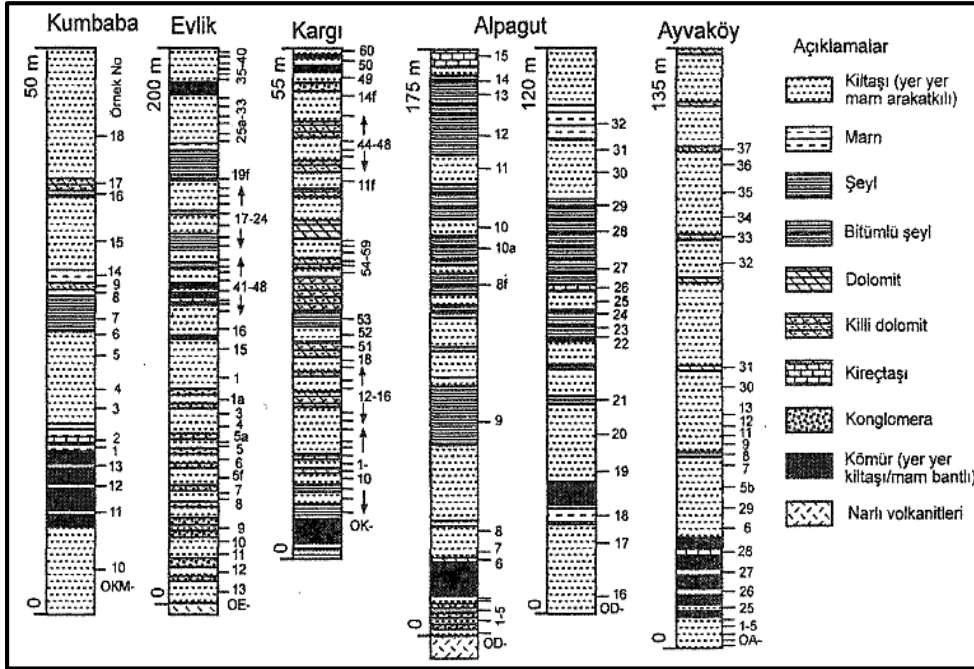 Kumbaba
Evlik
Kargı
Alpagut
Ayvaköy
50 m
Örnek No
18
17
16
15
14
9
8
7
6
5
4
3
2
1
13
12
11
10
OKM-
0
200 m
35-40
25a-33
19f
17-24
41-48
16
15
1
1a
3
4
5a
5
6
5f
7
8
9
10
11
12
13
OE-
0
55 m
60
50
49
14f
44-48
11f
54-59
53
52
51
18
12-16
1-
10
OK-
0
175 m
15
14
13
12
11
10
10a
8f
9
8
7
6
1-5
OD-
0
120 m
32
31
30
29
28
27
26
25
24
23
22
21
20
19
18
17
16
OD-
0
135 m
37
36
35
34
33
32
31
30
13
12
11
9
8
7
5b
29
6
28
27
26
25
1-5
OA-
0
Açıklamalar
Kiltaşı (yer yer
marn arakatkılı)
Marn
Şeyl
Bitümlü şeyl
Dolomit
Killi dolomit
Kireçtaşı
Konglomera
Kömür (yer yer
kiltaşı/marn bantlı)
Narlı volkanitleri